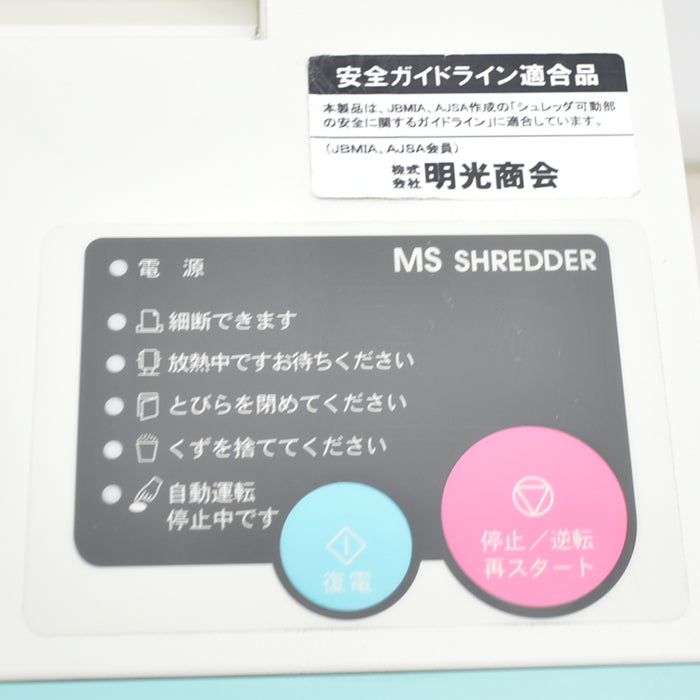 安全ガイドライン適合品
本製品は、JBMIA、AJSA作成の「シュレッダ可動部
の安全に関するガイドライン」に適合しています。
(JBMIA、AJSA会員)
株式会社 明光商会
MS SHREDDER
電 源
細断できます
放熱中ですお待ちください
とびらを閉めてください
くずを捨ててください
自動運転
停止中です
復電
停止/逆転
再スタート